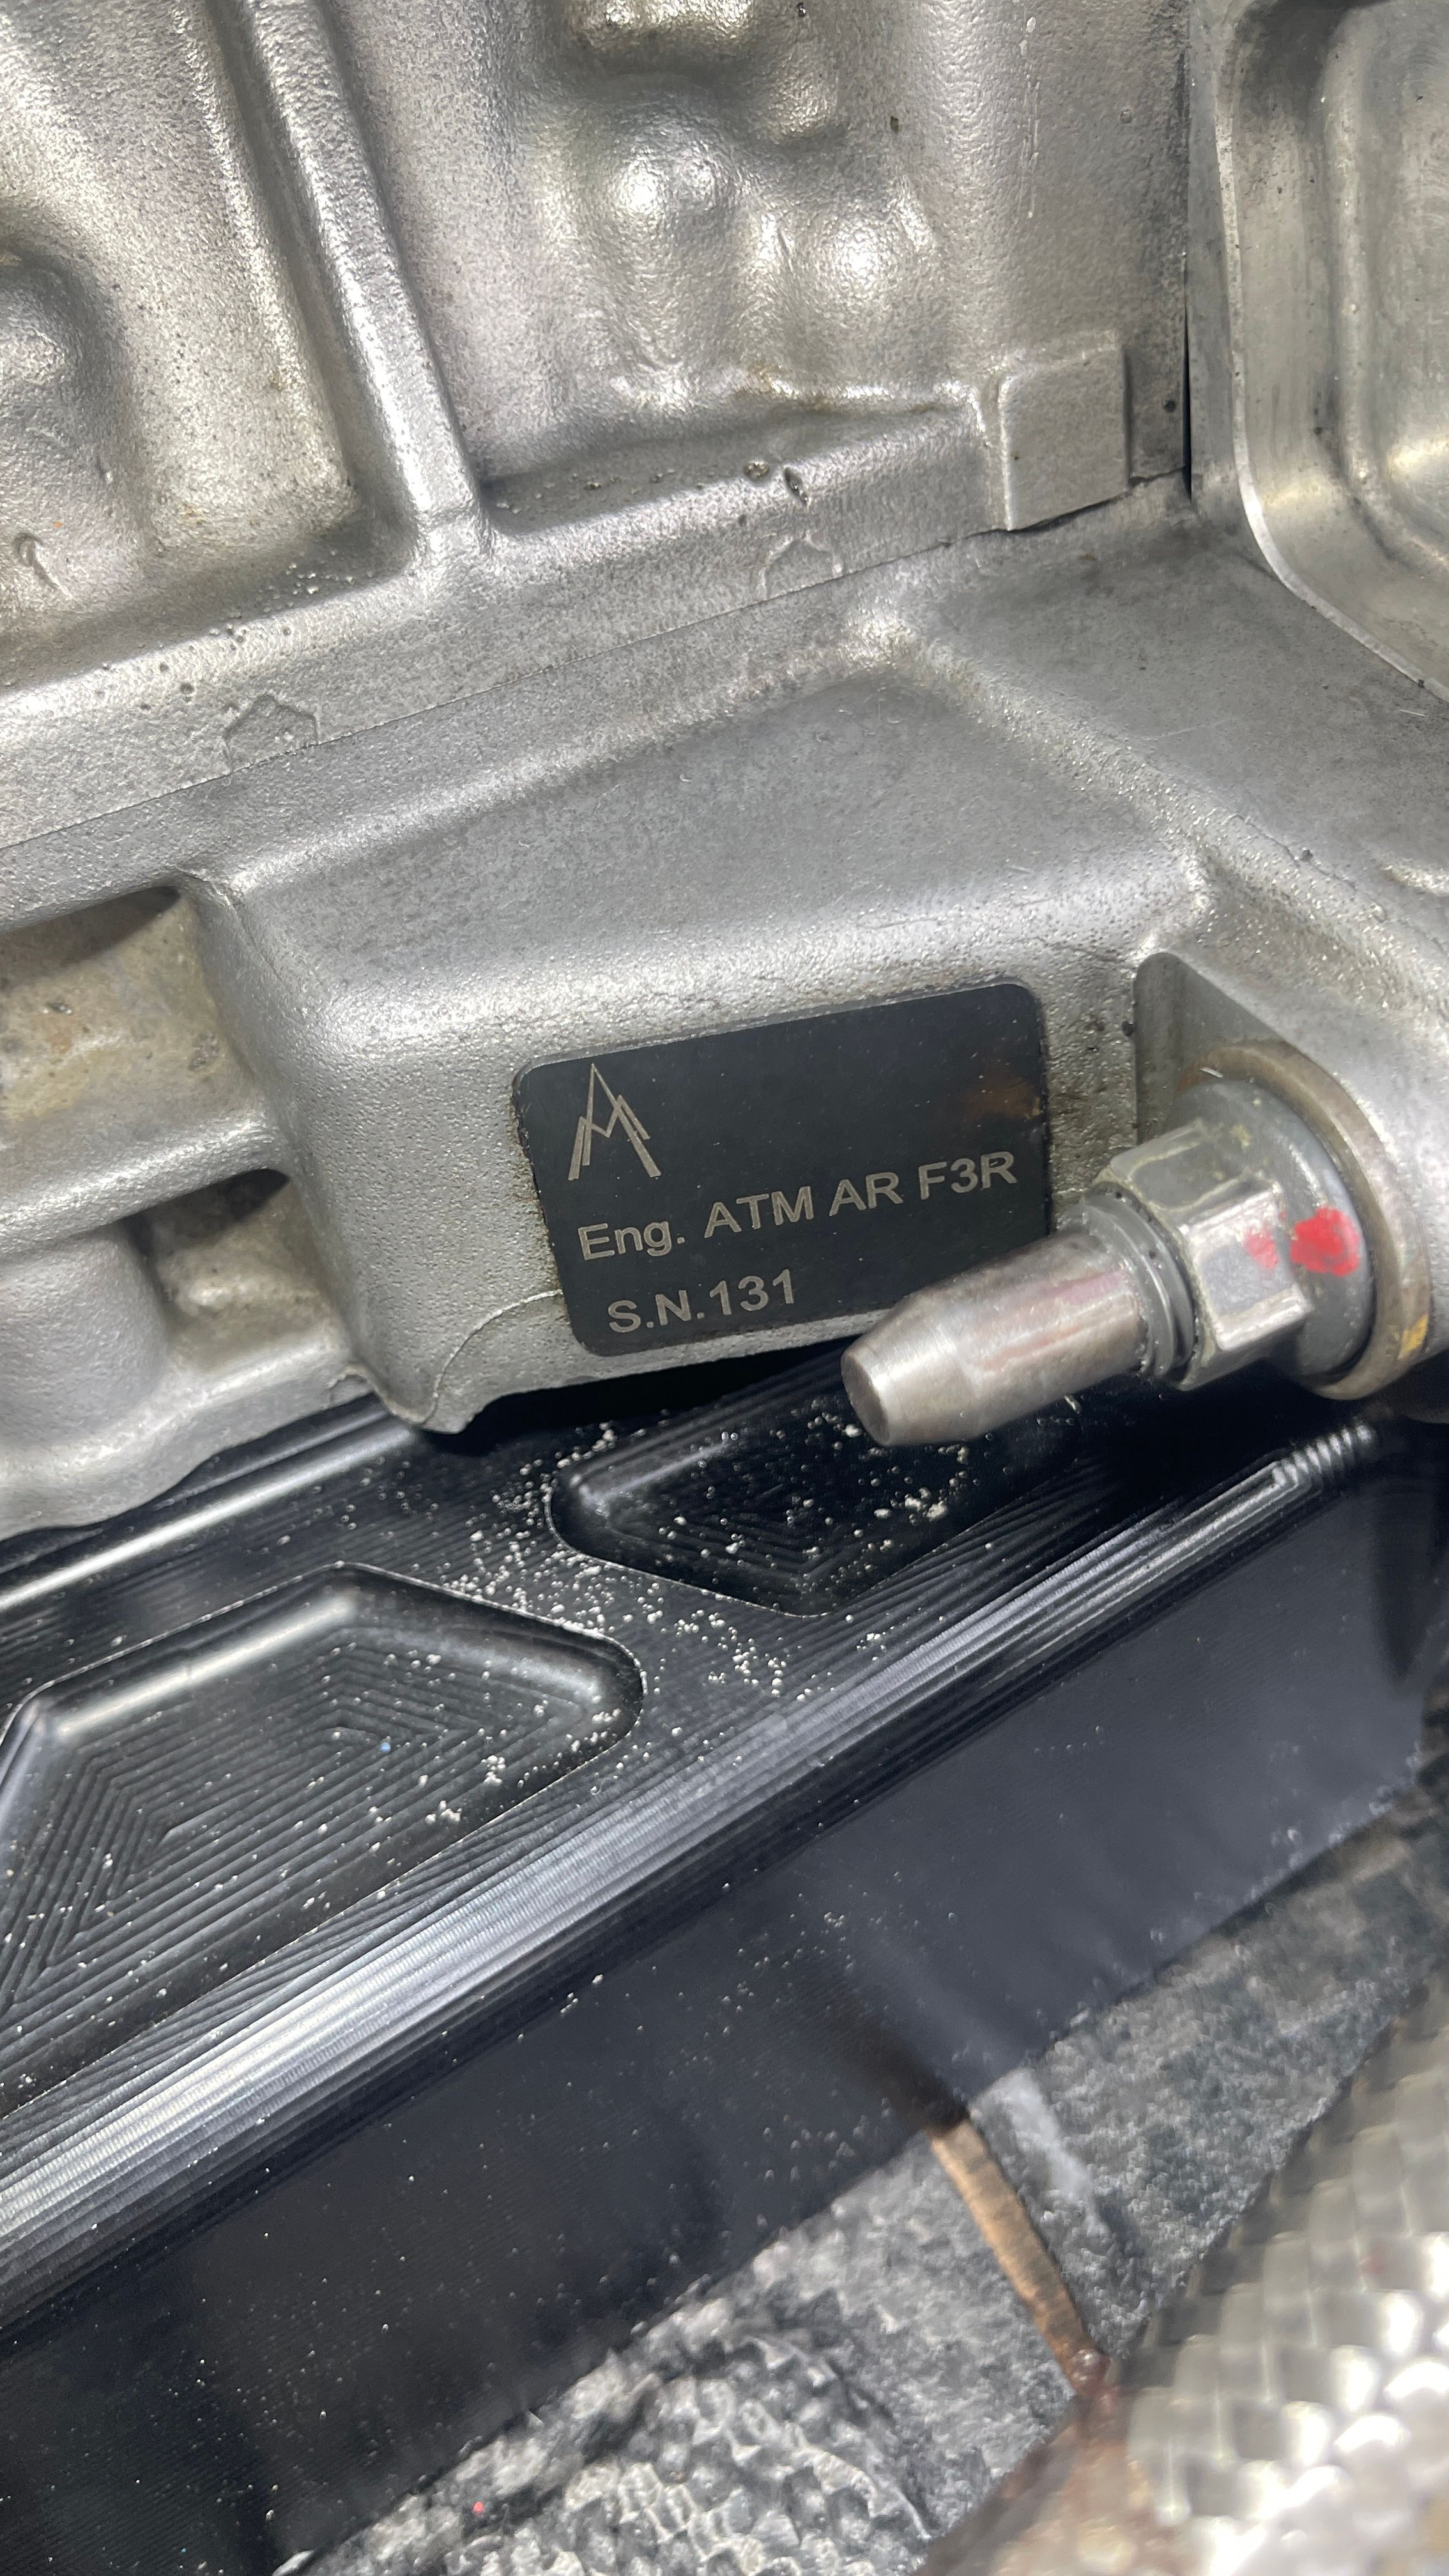 Eng. ATM AR F3R
S.N.131